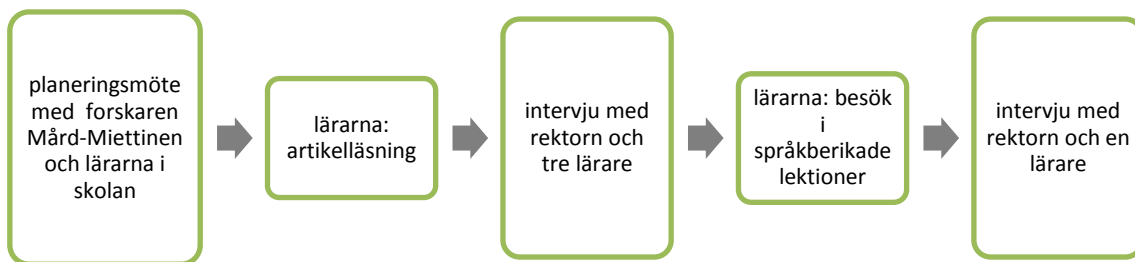 planeringsmöte
med forskaren
Mård-Miettinen
och lärarna i
skolan
lärarna:
artikelläsning
intervju med
rektorn och
tre lärare
lärarna: besök
i
språkberikade
lektioner
intervju med
rektorn och en
lärare